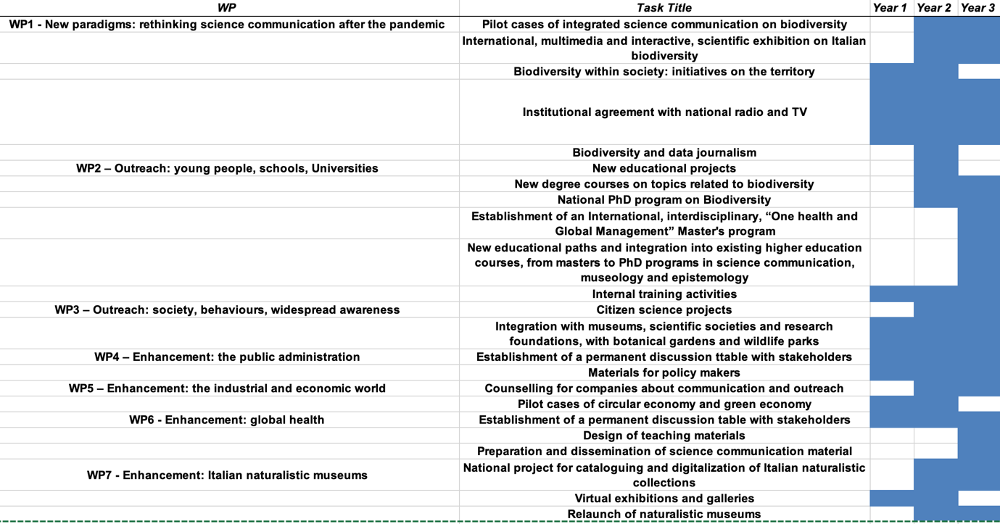 WP Task Title Year 1 Year 2 Year 3
WP1 - New paradigms: rethinking science communication after the pandemic Pilot cases of integrated science communication on biodiversity
International, multimedia and interactive, scientific exhibition on Italian
biodiversity
Biodiversity within society: initiatives on the territory
Institutional agreement with national radio and TV
Biodiversity and data journalism
WP2 – Outreach: young people, schools, Universities New educational projects
New degree courses on topics related to biodiversity
National PhD program on Biodiversity
Establishment of an International, interdisciplinary, “One health and
Global Management” Master's program
New educational paths and integration into existing higher education
courses, from masters to PhD programs in science communication,
museology and epistemology
Internal training activities
WP3 – Outreach: society, behaviours, widespread awareness Citizen science projects
Integration with museums, scientific societies and research
foundations, with botanical gardens and wildlife parks
WP4 – Enhancement: the public administration Establishment of a permanent discussion ttable with stakeholders
Materials for policy makers
WP5 – Enhancement: the industrial and economic world Counselling for companies about communication and outreach
Pilot cases of circular economy and green economy
WP6 - Enhancement: global health Establishment of a permanent discussion table with stakeholders
Design of teaching materials
Preparation and dissemination of science communication material
WP7 - Enhancement: Italian naturalistic museums National project for cataloguing and digitalization of Italian naturalistic
collections
Virtual exhibitions and galleries
Relaunch of naturalistic museums